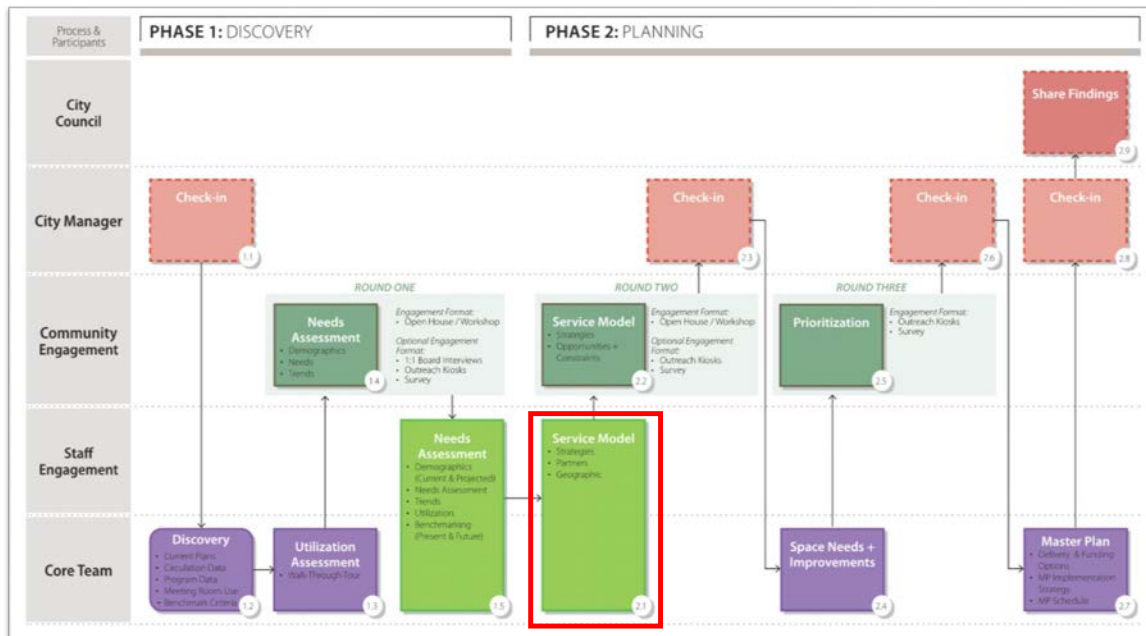 Process &
Participants
PHASE 1: DISCOVERY
PHASE 2: PLANNING
City
Council
Share Findings
2.9
City Manager
Check-in
1.1
Check-in
2.3
Check-in
2.6
Check-in
2.8
Community
Engagement
ROUND ONE
Needs
Assessment
• Demographics
• Needs
• Trends
1.4
Engagement Format:
• Open House / Workshop
Optional Engagement
Format:
• 1:1 Board Interviews
• Outreach Kiosks
• Survey
ROUND TWO
Service Model
• Strategies
• Opportunities +
Constraints
2.2
Engagement Format:
• Open House / Workshop
Optional Engagement
Format:
• Outreach Kiosks
• Survey
ROUND THREE
Prioritization
2.5
Engagement Format:
• Outreach Kiosks
• Survey
Staff
Engagement
Needs
Assessment
• Demographics
(Current & Projected)
• Needs Assessment
• Trends
• Utilization
• Benchmarking
(Present & Future)
1.5
Service Model
• Strategies
• Partners
• Geographic
2.1
Core Team
Discovery
• Current Plans
• Circulation Data
• Program Data
• Meeting Room Use
• Benchmark Criteria
1.2
Utilization
Assessment
• Walk-Through Tour
1.3
Space Needs +
Improvements
2.4
Master Plan
• Delivery & Funding
Options
• MP Implementation
Strategy
• MP Schedule
2.7